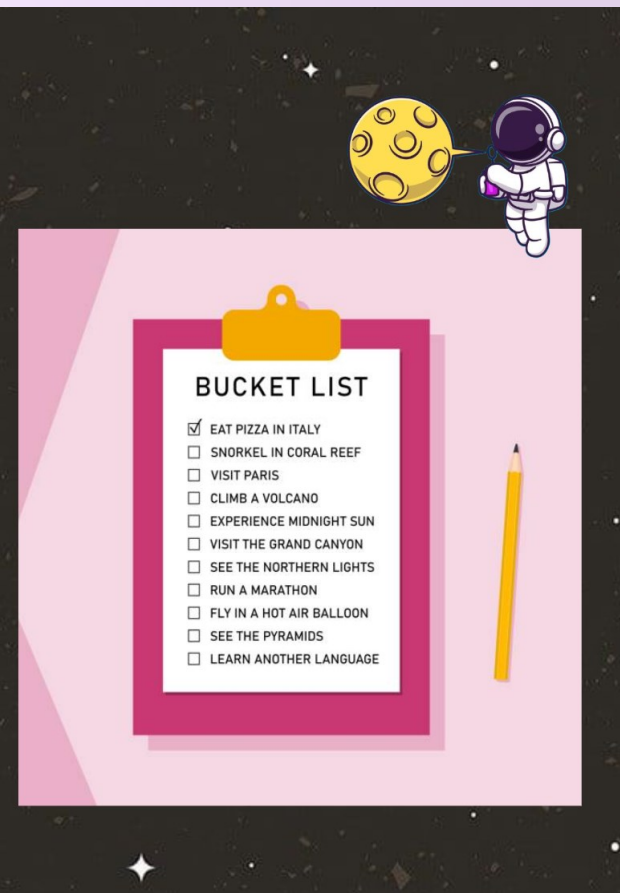 BUCKET LIST
EAT PIZZA IN ITALY
SNORKEL IN CORAL REEF
VISIT PARIS
CLIMB A VOLCANO
EXPERIENCE MIDNIGHT SUN
VISIT THE GRAND CANYON
SEE THE NORTHERN LIGHTS
RUN A MARATHON
FLY IN A HOT AIR BALLOON
SEE THE PYRAMIDS
LEARN ANOTHER LANGUAGE